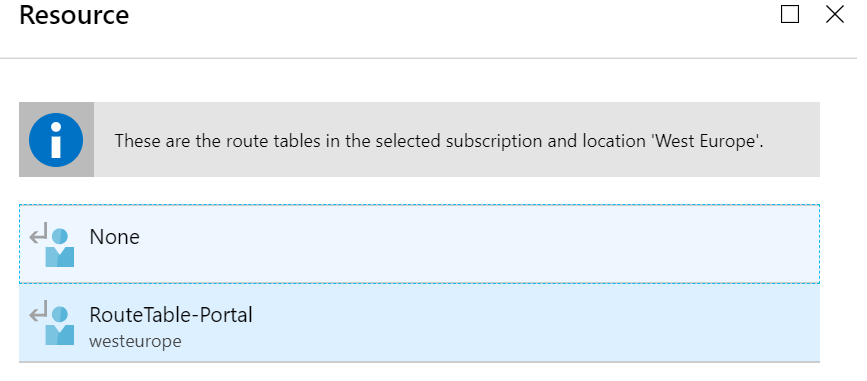 Resource
These are the route tables in the selected subscription and location 'West Europe'.
None
RouteTable-Portal
westeurope